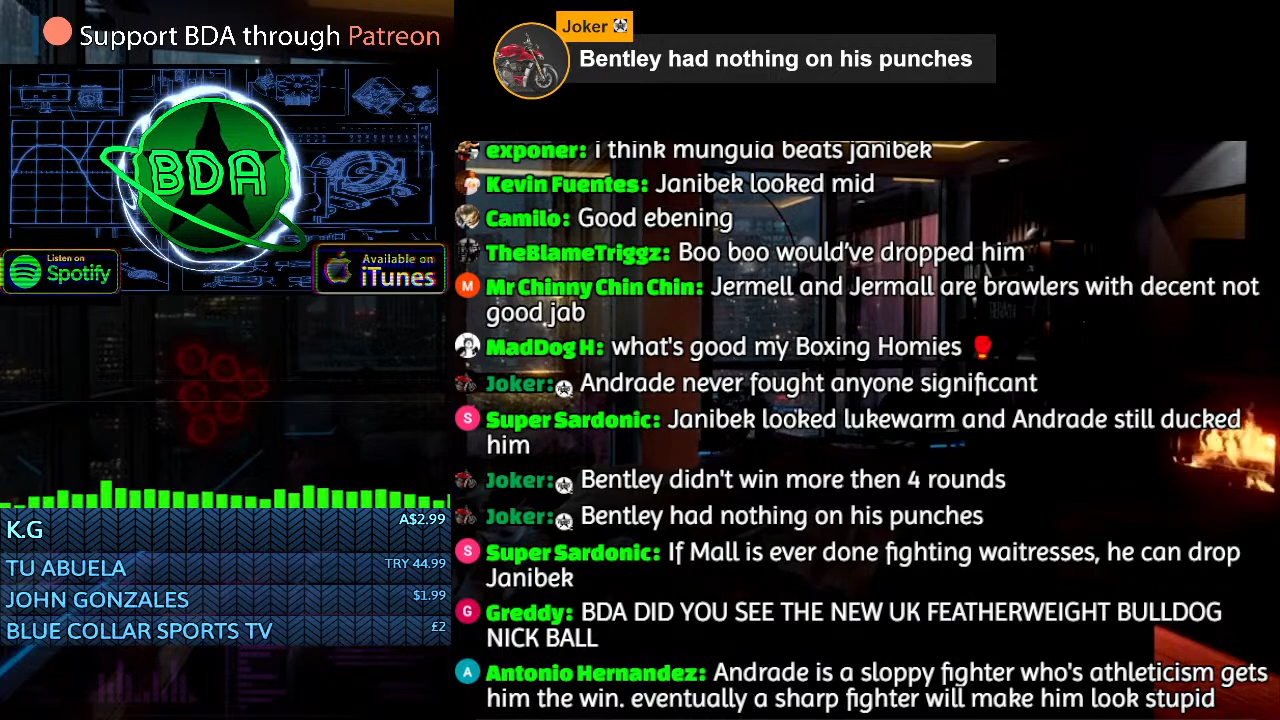 Support BDA through Patreon
BDA
Listen on
Spotify
Available on
iTunes
K.G A$2.99
TU ABUELA TRY 44.99
JOHN GONZALES $1.99
BLUE COLLAR SPORTS TV £2
Joker
Bentley had nothing on his punches
exponer: i think munguia beats janibek
Kevin Fuentes: Janibek looked mid
Camilo: Good ebening
TheBlameTriggz: Boo boo would’ve dropped him
M Mr Chinny Chin Chin: Jermell and Jermall are brawlers with decent not
good jab
MadDog H: what's good my Boxing Homies 🥊
Joker: Andrade never fought anyone significant
S Super Sardonic: Janibek looked lukewarm and Andrade still ducked
him
Joker: Bentley didn't win more then 4 rounds
Joker: Bentley had nothing on his punches
S Super Sardonic: If Mall is ever done fighting waitresses, he can drop
Janibek
G Greddy: BDA DID YOU SEE THE NEW UK FEATHERWEIGHT BULLDOG
NICK BALL
A Antonio Hernandez: Andrade is a sloppy fighter who's athleticism gets
him the win. eventually a sharp fighter will make him look stupid